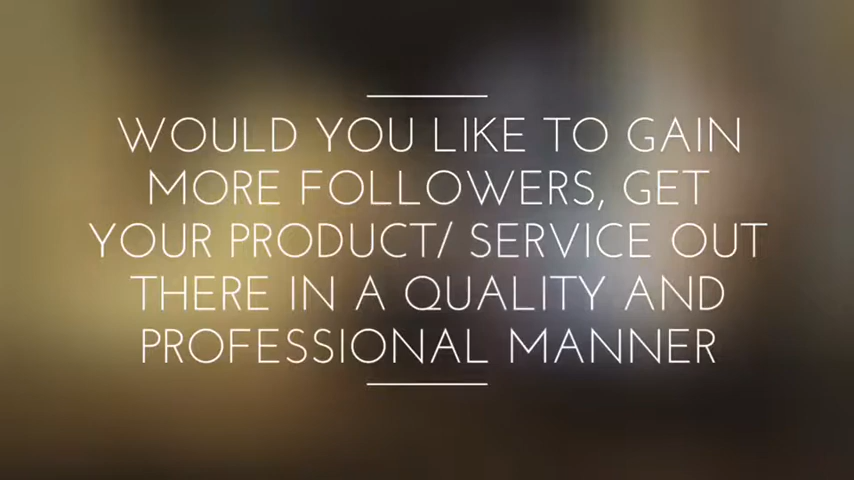 WOULD YOU LIKE TO GAIN
MORE FOLLOWERS, GET
YOUR PRODUCT/ SERVICE OUT
THERE IN A QUALITY AND
PROFESSIONAL MANNER